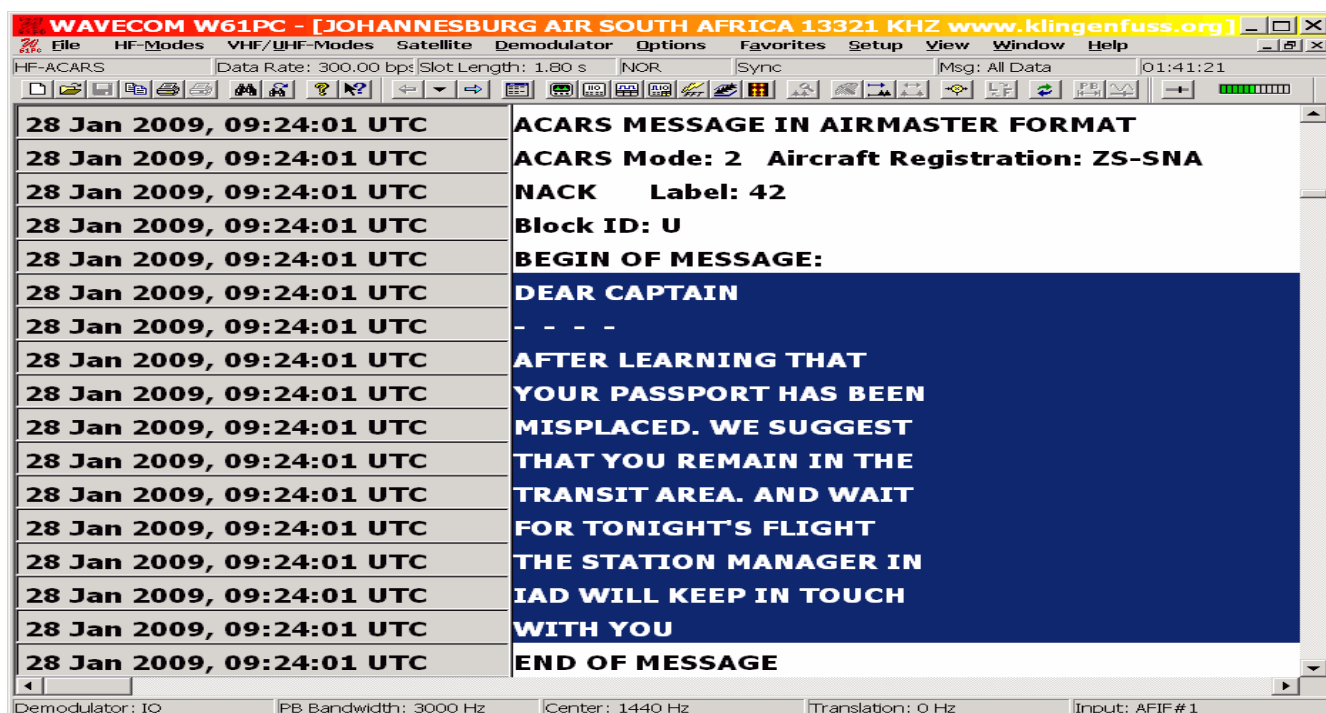 WAVECOM W61PC - [JOHANNESBURG AIR SOUTH AFRICA 13321 KHZ www.klingenfuss.org]
File HF-Modes VHF/UHF-Modes Satellite Demodulator Options Favorites Setup View Window Help
HF-ACARS Data Rate: 300.00 bps Slot Length: 1.80 s NOR Sync Msg: All Data 01:41:21
28 Jan 2009, 09:24:01 UTC ACARS MESSAGE IN AIRMASTER FORMAT
28 Jan 2009, 09:24:01 UTC ACARS Mode: 2 Aircraft Registration: ZS-SNA
28 Jan 2009, 09:24:01 UTC NACK Label: 42
28 Jan 2009, 09:24:01 UTC Block ID: U
28 Jan 2009, 09:24:01 UTC BEGIN OF MESSAGE:
28 Jan 2009, 09:24:01 UTC DEAR CAPTAIN
28 Jan 2009, 09:24:01 UTC - - - -
28 Jan 2009, 09:24:01 UTC AFTER LEARNING THAT
28 Jan 2009, 09:24:01 UTC YOUR PASSPORT HAS BEEN
28 Jan 2009, 09:24:01 UTC MISPLACED. WE SUGGEST
28 Jan 2009, 09:24:01 UTC THAT YOU REMAIN IN THE
28 Jan 2009, 09:24:01 UTC TRANSIT AREA. AND WAIT
28 Jan 2009, 09:24:01 UTC FOR TONIGHT'S FLIGHT
28 Jan 2009, 09:24:01 UTC THE STATION MANAGER IN
28 Jan 2009, 09:24:01 UTC IAD WILL KEEP IN TOUCH
28 Jan 2009, 09:24:01 UTC WITH YOU
28 Jan 2009, 09:24:01 UTC END OF MESSAGE
Demodulator: IQ PB Bandwidth: 3000 Hz Center: 1440 Hz Translation: 0 Hz Input: AFIF#1